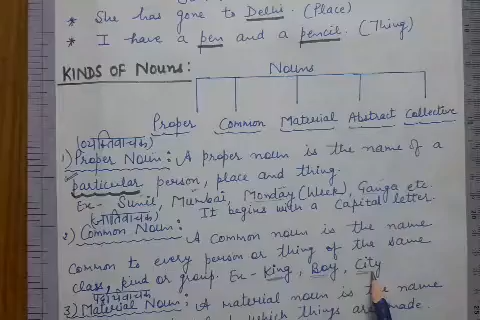 * She has gone to Delhi. (Place)
* I have a pen and a pencil. (Thing)
KINDS OF Nouns:
Nouns
Proper Common Material Abstract Collective
(व्यक्तिवाचक)
1) Proper Noun: A proper noun is the name of a
particular person, place and thing.
Ex- Sunil, Mumbai, Monday (Week), Ganga etc.
It begins with a Capital letter.
(जातिवाचक)
2) Common Noun: A common noun is the name
Common to every person or thing of the same
class, kind or group. Ex- King, Boy, City
3) Material Noun: A material noun is the name
which things are made.